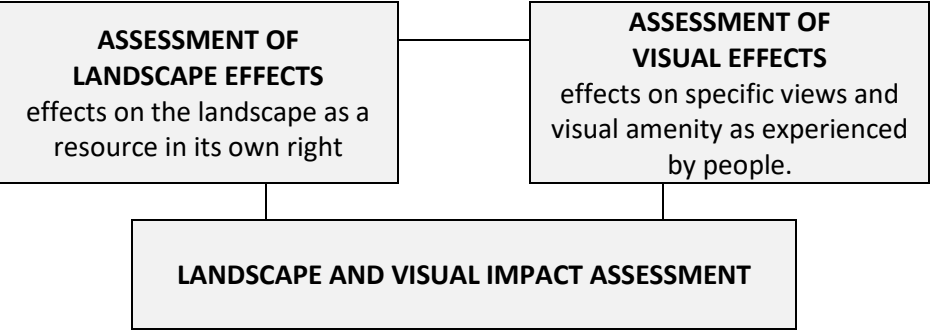 ASSESSMENT OF
LANDSCAPE EFFECTS
effects on the landscape as a
resource in its own right
ASSESSMENT OF
VISUAL EFFECTS
effects on specific views and
visual amenity as experienced
by people.
LANDSCAPE AND VISUAL IMPACT ASSESSMENT